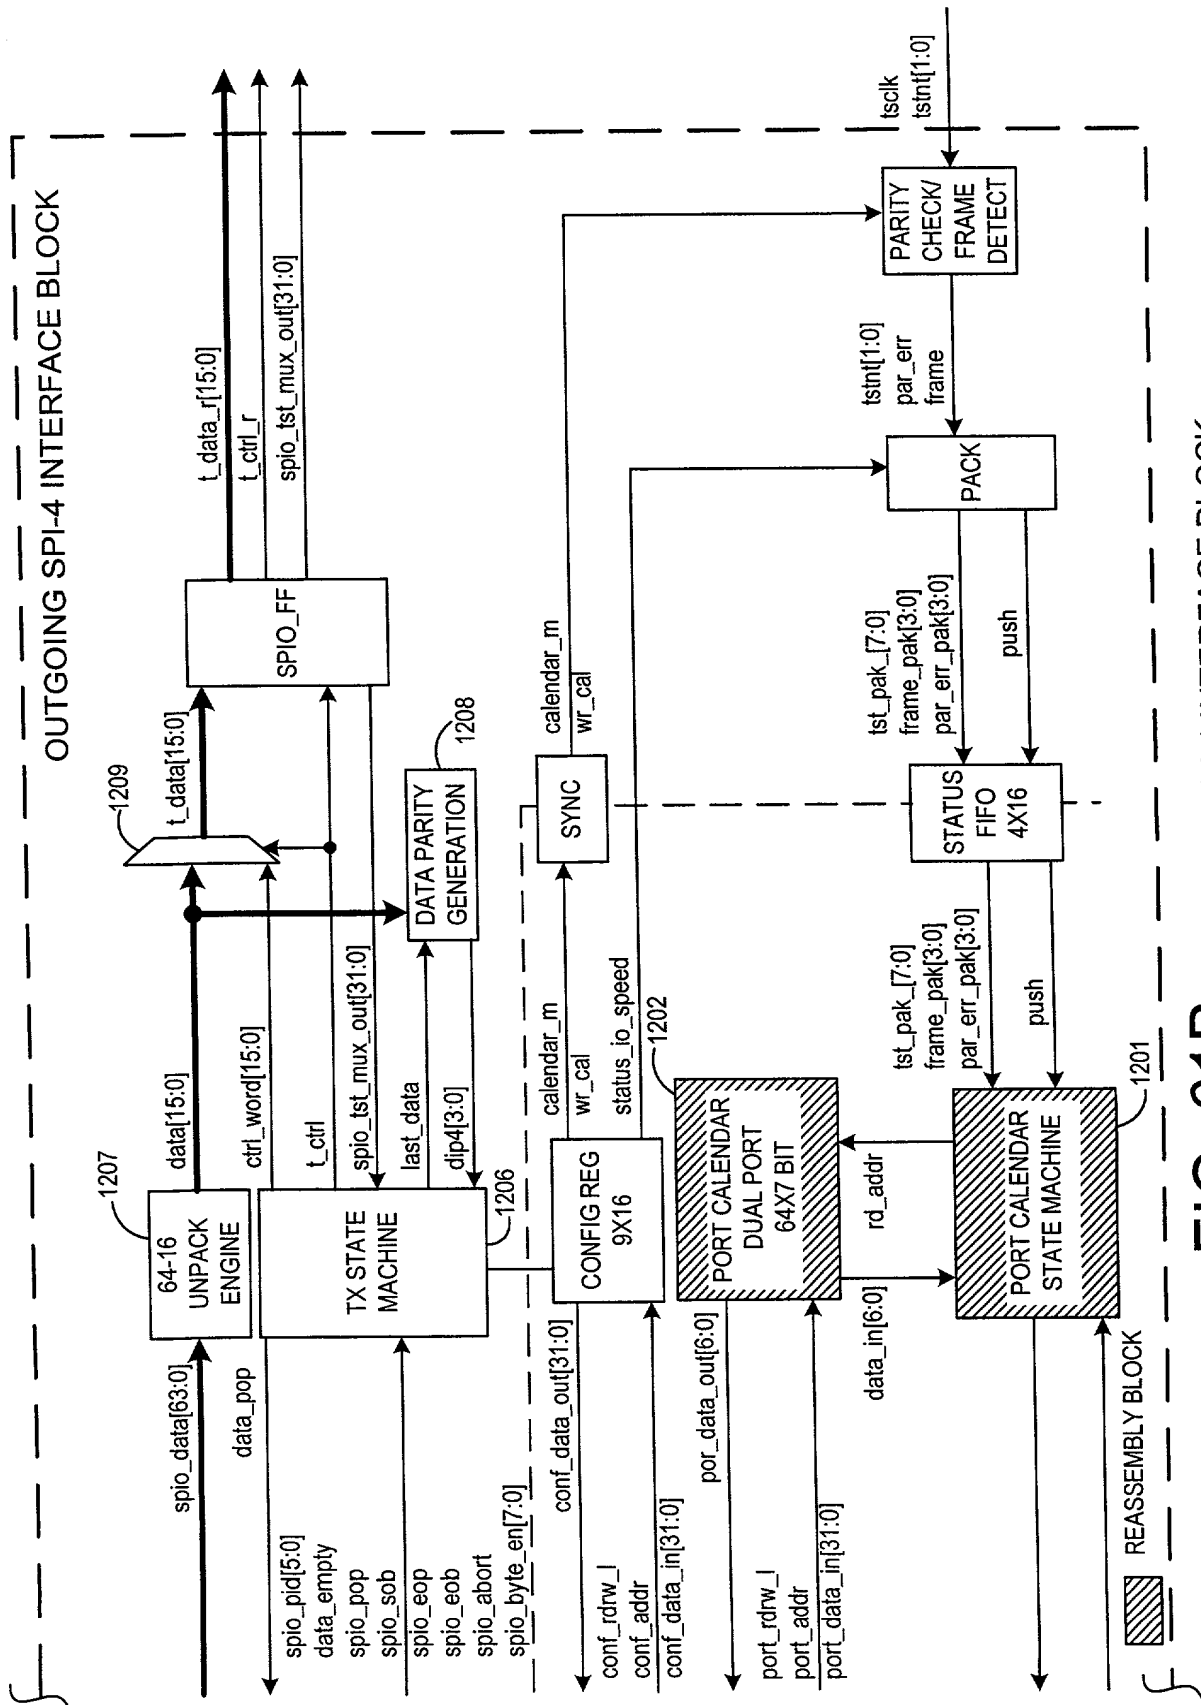 OUTGOING SPI-4 INTERFACE BLOCK
spio_data[63:0]
1207
64-16
UNPACK
ENGINE
data[15:0]
1209
t_data[15:0]
t_data_r[15:0]
t_ctrl_r
spio_tst_mux_out[31:0]
SPIO_FF
data_pop
spio_pid[5:0]
data_empty
spio_pop
spio_sob
spio_eop
spio_eob
spio_abort
spio_byte_en[7:0]
TX STATE
MACHINE
1206
ctrl_word[15:0]
t_ctrl
spio_tst_mux_out[31:0]
last_data
dip4[3:0]
DATA PARITY
GENERATION
1208
conf_data_out[31:0]
conf_rdrw_l
conf_addr
conf_data_in[31:0]
CONFIG REG
9X16
calendar_m
wr_cal
status_io_speed
SYNC
calendar_m
wr_cal
por_data_out[6:0]
port_rdrw_l
port_addr
port_data_in[31:0]
1202
PORT CALENDAR
DUAL PORT
64X7 BIT
data_in[6:0]
rd_addr
PORT CALENDAR
STATE MACHINE
1201
tst_pak_[7:0]
frame_pak[3:0]
par_err_pak[3:0]
push
STATUS
FIFO
4X16
tst_pak_[7:0]
frame_pak[3:0]
par_err_pak[3:0]
push
PACK
tstnt[1:0]
par_err
frame
PARITY
CHECK/
FRAME
DETECT
tsclk
tstnt[1:0]
REASSEMBLY BLOCK